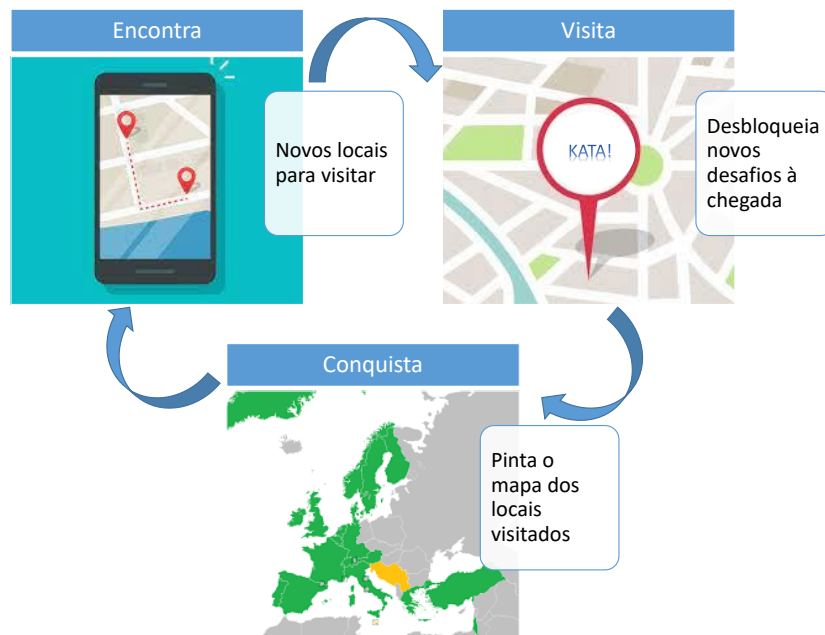 Encontra
Novos locais
para visitar
Visita
KATA!
Desbloqueia
novos
desafios à
chegada
Conquista
Pinta o
mapa dos
locais
visitados